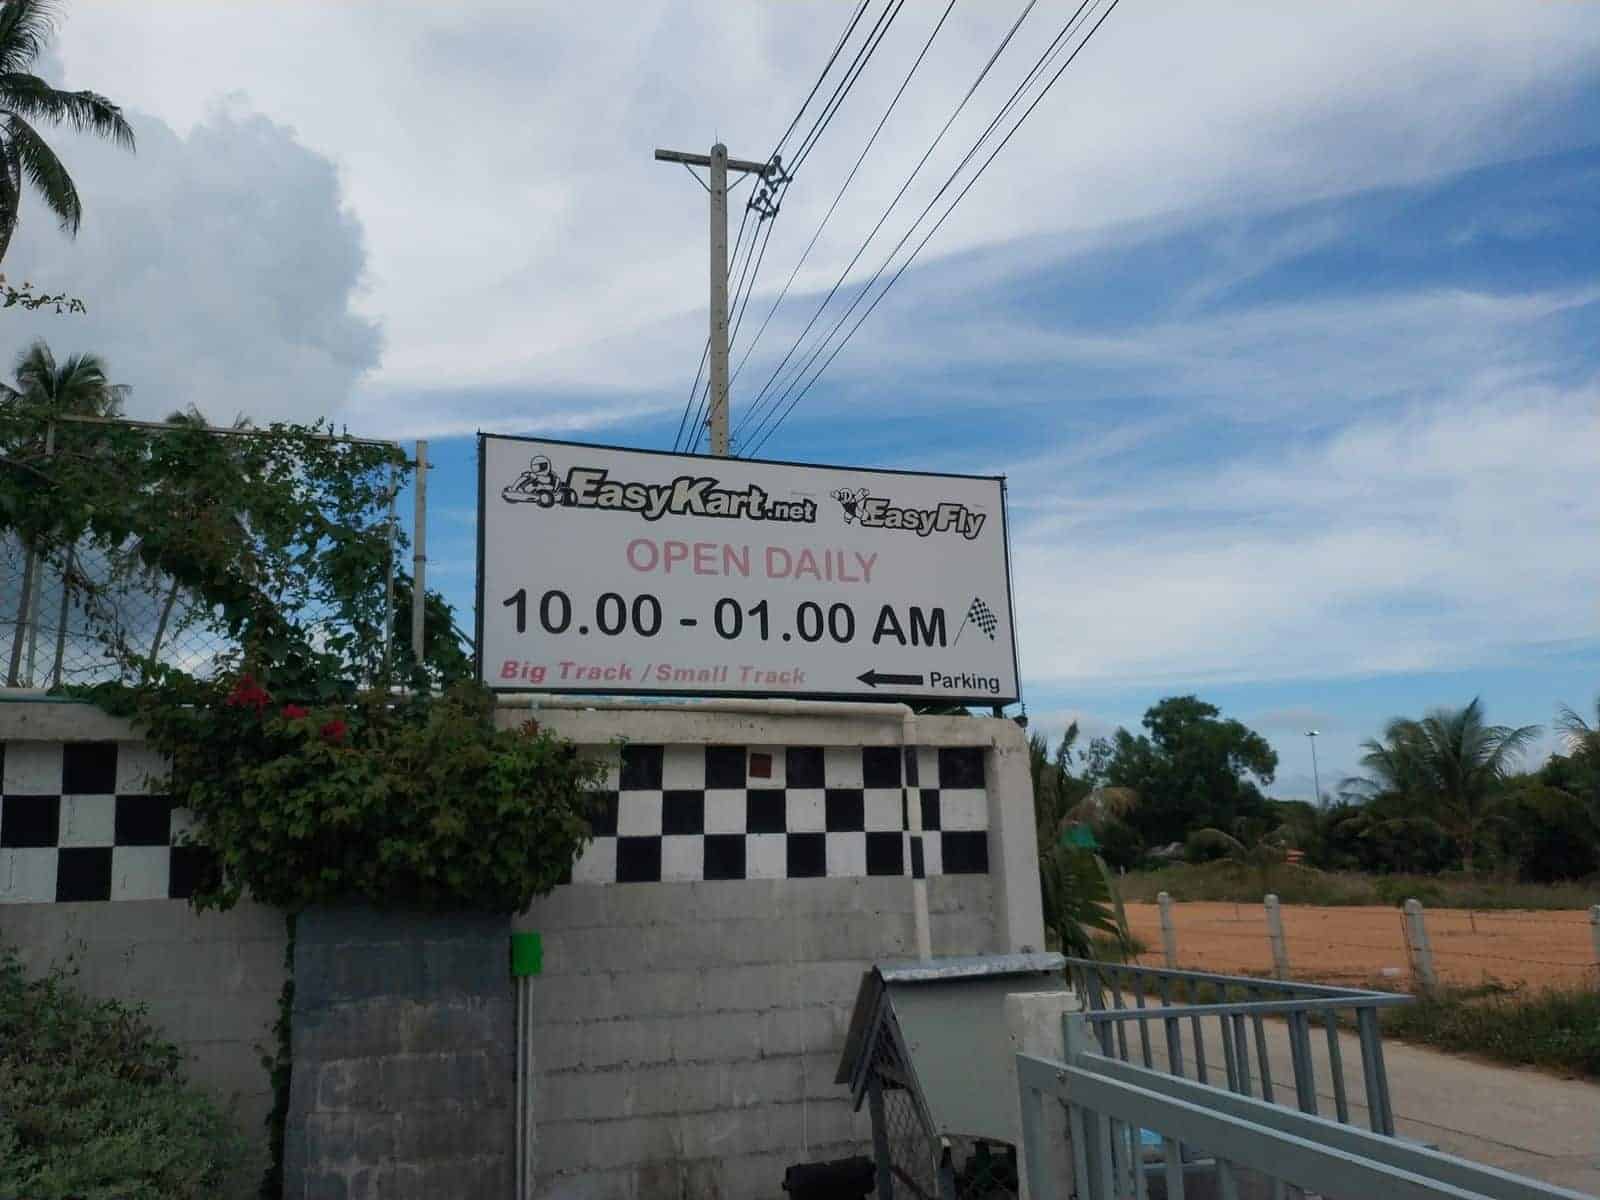 EasyKart.net EasyFly
OPEN DAILY
10.00 - 01.00 AM
Big Track / Small Track
Parking